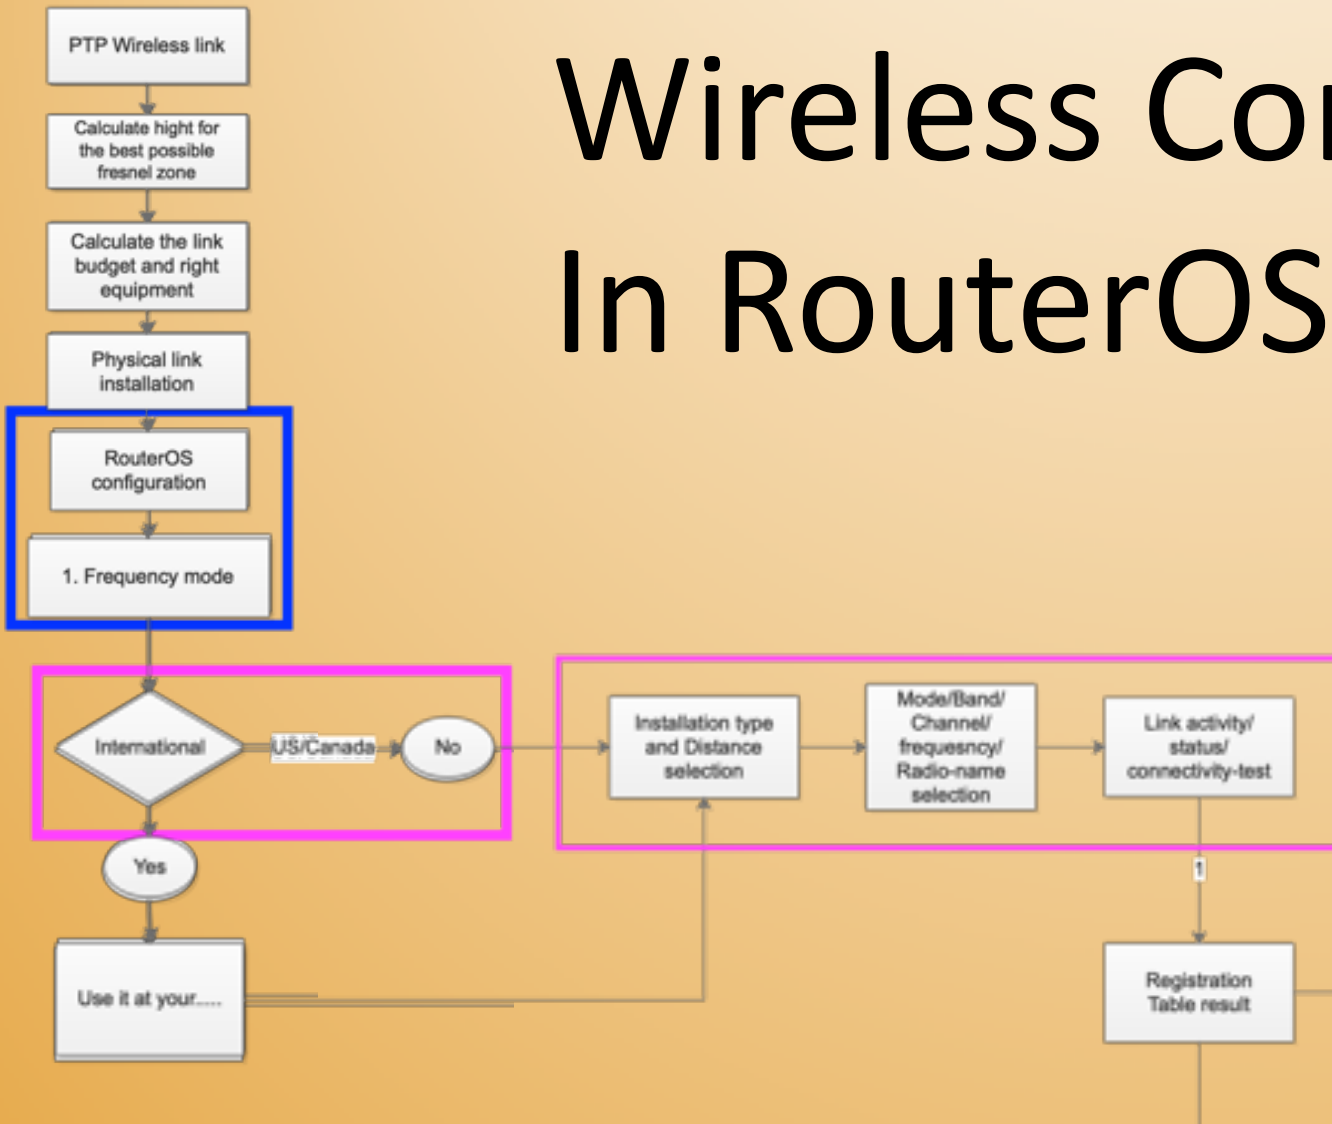 PTP Wireless link
Calculate hight for
the best possible
fresnel zone
Calculate the link
budget and right
equipment
Physical link
installation
RouterOS
configuration
1. Frequency mode
International
US/Canada
No
Yes
Use it at your.....
Wireless Con
In RouterOS
Installation type
and Distance
selection
Mode/Band/
Channel/
frequesncy/
Radio-name
selection
Link activity/
status/
connectivity-test
1
Registration
Table result